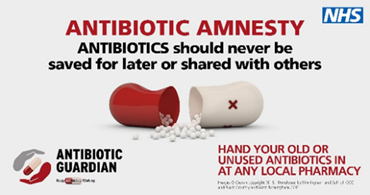 NHS
ANTIBIOTIC AMNESTY
ANTIBIOTICS should never be
saved for later or shared with others
ANTIBIOTIC
GUARDIAN
HAND YOUR OLD OR
UNUSED ANTIBIOTICS IN
AT ANY LOCAL PHARMACY